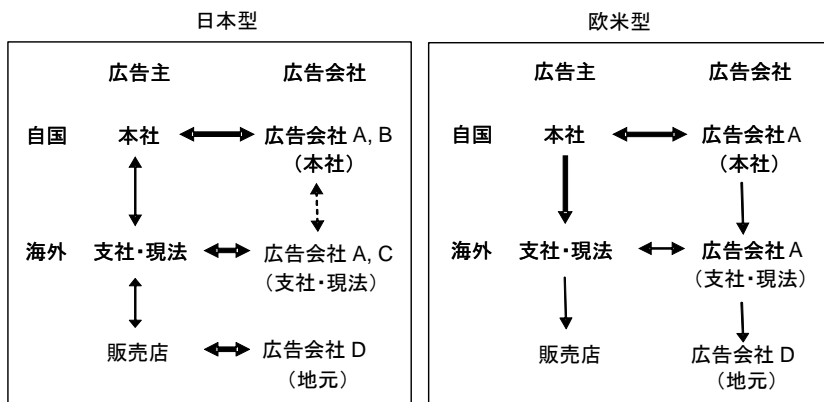 日本型
広告主 広告会社
自国 本社 広告会社 A, B
（本社）
海外 支社・現法 広告会社 A, C
（支社・現法）
販売店 広告会社 D
（地元）
欧米型
広告主 広告会社
自国 本社 広告会社 A
（本社）
海外 支社・現法 広告会社 A
（支社・現法）
販売店 広告会社 D
（地元）